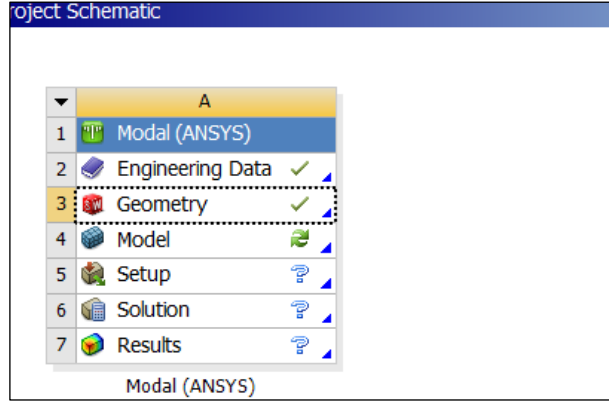 roject Schematic
A
1 Modal (ANSYS)
2 Engineering Data
3 SW Geometry
4 Model
5 Setup ?
6 Solution ?
7 Results ?
Modal (ANSYS)